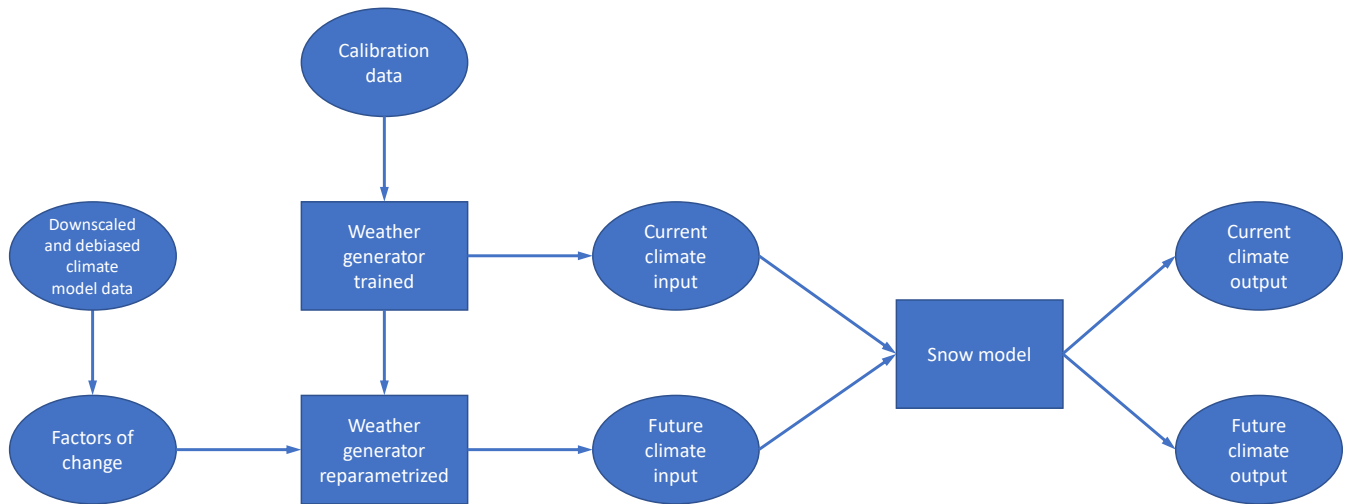 Calibration
data
Downscaled
and debiased
climate
model data
Weather
generator
trained
Current
climate
input
Current
climate
output
Snow model
Factors of
change
Weather
generator
reparametrized
Future
climate
input
Future
climate
output